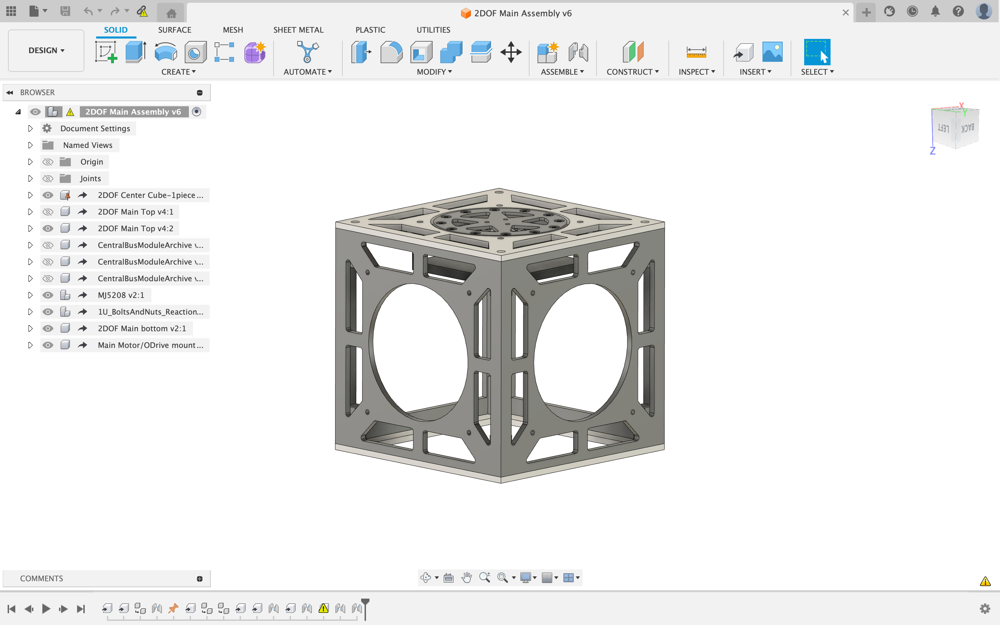 2DOF Main Assembly v6
SOLID SURFACE MESH SHEET METAL PLASTIC UTILITIES
DESIGN
CREATE AUTOMATE MODIFY ASSEMBLE CONSTRUCT INSPECT INSERT SELECT
BROWSER
2DOF Main Assembly v6
Document Settings
Named Views
Origin
Joints
2DOF Center Cube-1piece ...
2DOF Main Top v4:1
2DOF Main Top v4:2
CentralBusModuleArchive v...
CentralBusModuleArchive v...
CentralBusModuleArchive v...
MJ5208 v2:1
1U_BoltsAndNuts_Reaction...
2DOF Main bottom v2:1
Main Motor/ODrive mount ...
X
Y
LEFT BACK
Z
COMMENTS